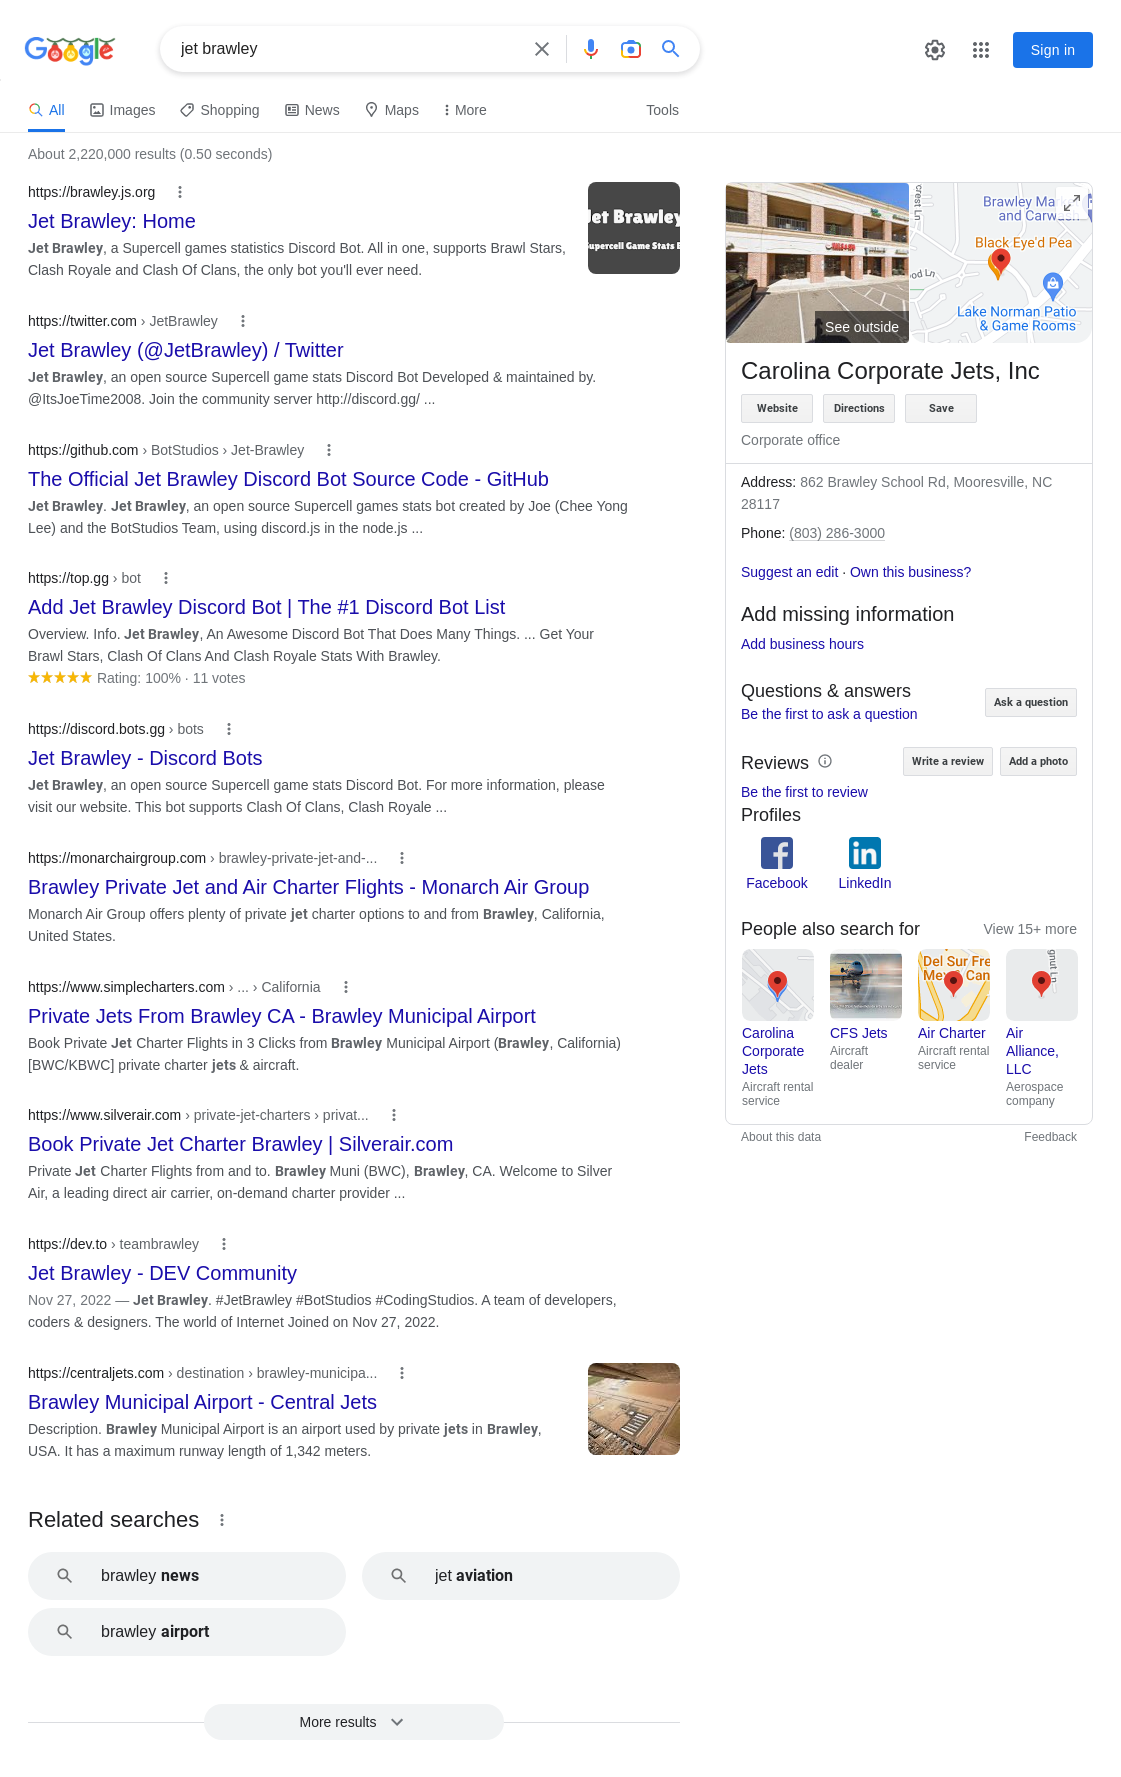 Google
jet brawley
Sign in
All
Images
Shopping
News
Maps
More
Tools
About 2,220,000 results (0.50 seconds)
https://brawley.js.org
Jet Brawley: Home
Jet Brawley, a Supercell games statistics Discord Bot. All in one, supports Brawl Stars,
Clash Royale and Clash Of Clans, the only bot you'll ever need.
Jet Brawley
Supercell Game Stats B
https://twitter.com › JetBrawley
Jet Brawley (@JetBrawley) / Twitter
Jet Brawley, an open source Supercell game stats Discord Bot Developed & maintained by.
@ItsJoeTime2008. Join the community server http://discord.gg/ ...
https://github.com › BotStudios › Jet-Brawley
The Official Jet Brawley Discord Bot Source Code - GitHub
Jet Brawley. Jet Brawley, an open source Supercell games stats bot created by Joe (Chee Yong
Lee) and the BotStudios Team, using discord.js in the node.js ...
https://top.gg › bot
Add Jet Brawley Discord Bot | The #1 Discord Bot List
Overview. Info. Jet Brawley, An Awesome Discord Bot That Does Many Things. ... Get Your
Brawl Stars, Clash Of Clans And Clash Royale Stats With Brawley.
Rating: 100% · 11 votes
https://discord.bots.gg › bots
Jet Brawley - Discord Bots
Jet Brawley, an open source Supercell game stats Discord Bot. For more information, please
visit our website. This bot supports Clash Of Clans, Clash Royale ...
https://monarchairgroup.com › brawley-private-jet-and-...
Brawley Private Jet and Air Charter Flights - Monarch Air Group
Monarch Air Group offers plenty of private jet charter options to and from Brawley, California,
United States.
https://www.simplecharters.com › ... › California
Private Jets From Brawley CA - Brawley Municipal Airport
Book Private Jet Charter Flights in 3 Clicks from Brawley Municipal Airport (Brawley, California)
[BWC/KBWC] private charter jets & aircraft.
https://www.silverair.com › private-jet-charters › privat...
Book Private Jet Charter Brawley | Silverair.com
Private Jet Charter Flights from and to. Brawley Muni (BWC), Brawley, CA. Welcome to Silver
Air, a leading direct air carrier, on-demand charter provider ...
https://dev.to › teambrawley
Jet Brawley - DEV Community
Nov 27, 2022 — Jet Brawley. #JetBrawley #BotStudios #CodingStudios. A team of developers,
coders & designers. The world of Internet Joined on Nov 27, 2022.
https://centraljets.com › destination › brawley-municipa...
Brawley Municipal Airport - Central Jets
Description. Brawley Municipal Airport is an airport used by private jets in Brawley,
USA. It has a maximum runway length of 1,342 meters.
Related searches
brawley news
jet aviation
brawley airport
More results
See outside
crest Ln
Brawley Ma
and Carw
Black Eye'd Pea
od Ln
Lake Norman Patio
& Game Rooms
Carolina Corporate Jets, Inc
Website
Directions
Save
Corporate office
Address: 862 Brawley School Rd, Mooresville, NC
28117
Phone: (803) 286-3000
Suggest an edit · Own this business?
Add missing information
Add business hours
Questions & answers
Be the first to ask a question
Ask a question
Reviews
Write a review
Add a photo
Be the first to review
Profiles
Facebook
LinkedIn
People also search for
View 15+ more
Del Sur Fre
Mex
Can
gnut Ln
Carolina
Corporate
Jets
Aircraft rental
service
CFS Jets
Aircraft
dealer
Air Charter
Aircraft rental
service
Air
Alliance,
LLC
Aerospace
company
About this data
Feedback